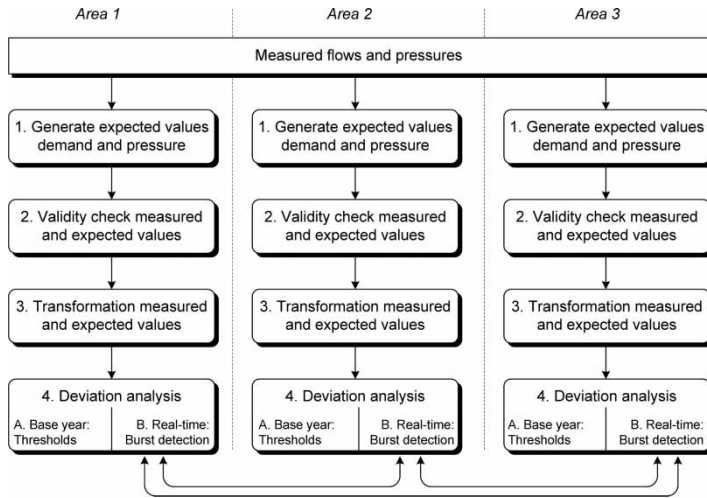 Area 1
Area 2
Area 3
Measured flows and pressures
1. Generate expected values
demand and pressure
1. Generate expected values
demand and pressure
1. Generate expected values
demand and pressure
2. Validity check measured
and expected values
2. Validity check measured
and expected values
2. Validity check measured
and expected values
3. Transformation measured
and expected values
3. Transformation measured
and expected values
3. Transformation measured
and expected values
4. Deviation analysis
A. Base year:
Thresholds
B. Real-time:
Burst detection
4. Deviation analysis
A. Base year:
Thresholds
B. Real-time:
Burst detection
4. Deviation analysis
A. Base year:
Thresholds
B. Real-time:
Burst detection